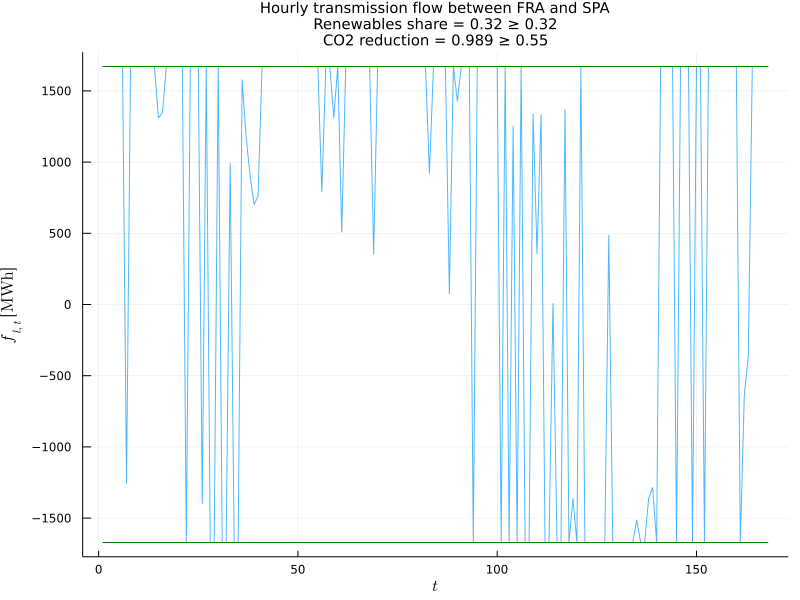 Hourly transmission flow between FRA and SPA
Renewables share = 0.32 ≥ 0.32
CO2 reduction = 0.989 ≥ 0.55
1500
1000
500
0
−500
−1000
−1500
f l,t [MWh]
0 50 100 150
t